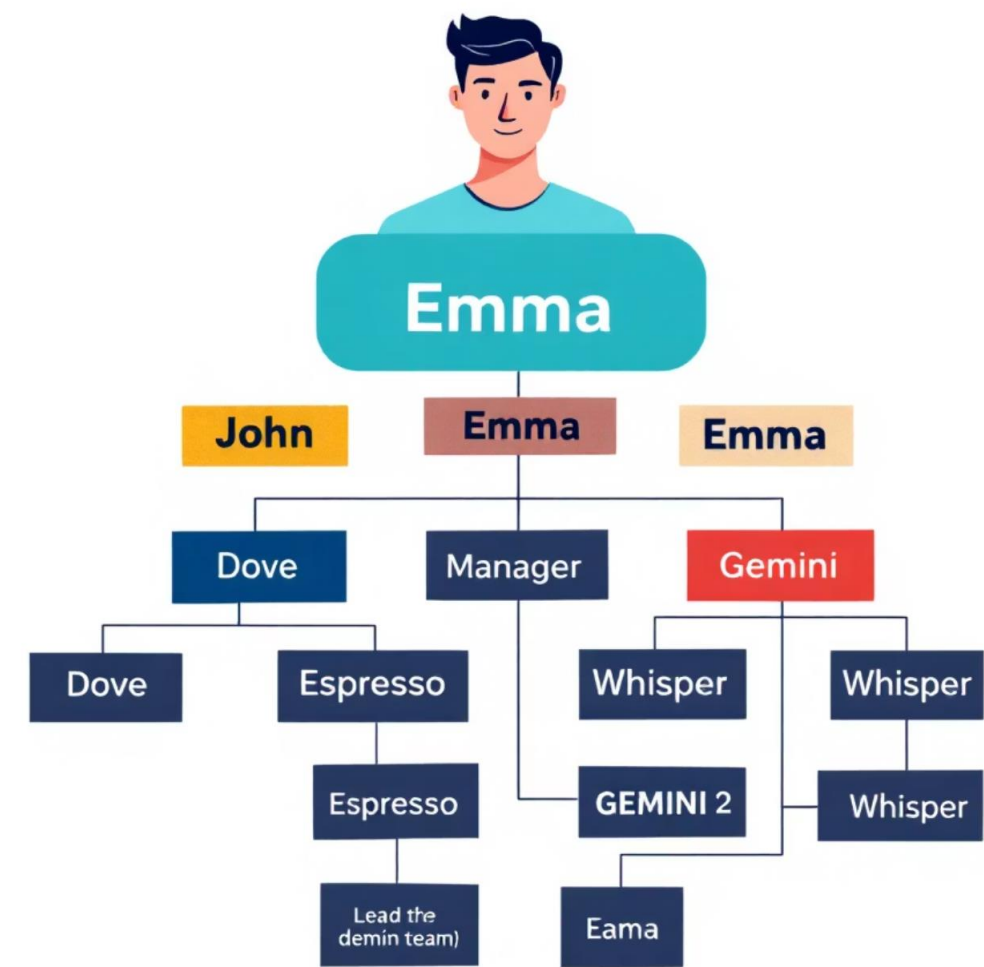 Emma
John
Emma
Emma
Dove
Manager
Gemini
Dove
Espresso
Whisper
Whisper
Espresso
GEMINI 2
Whisper
Lead the
demin team)
Eama